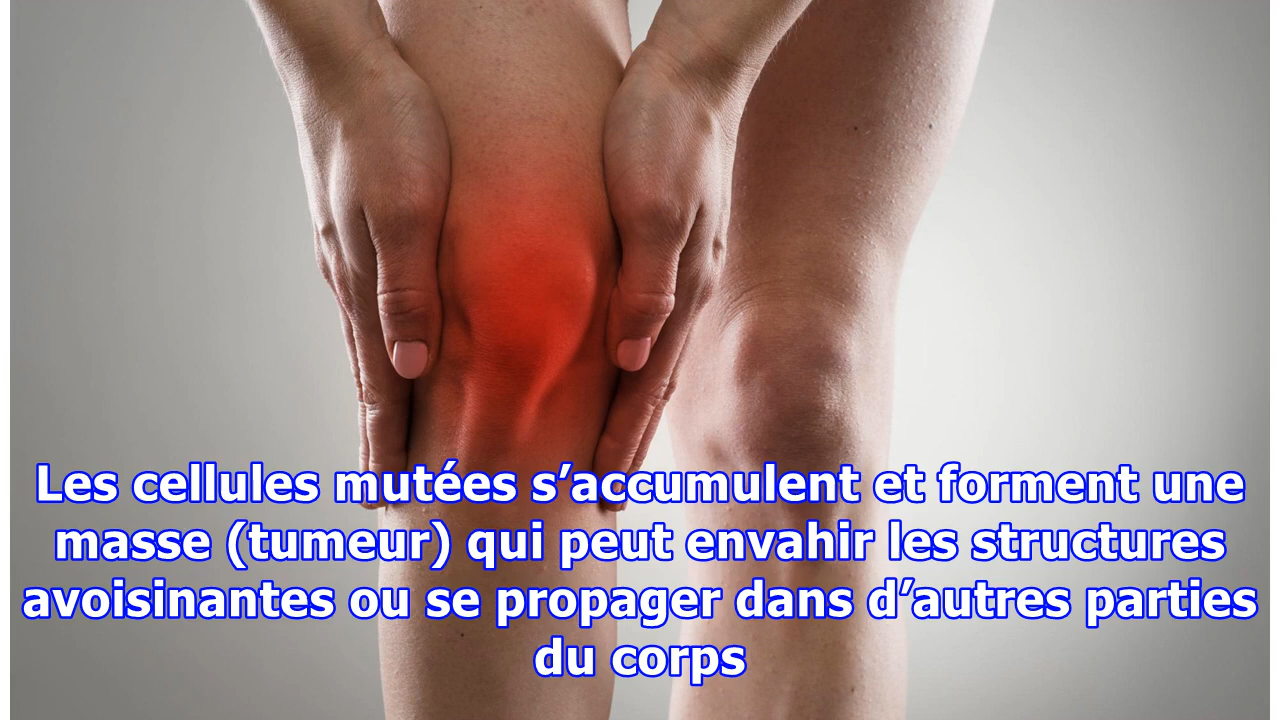 Les cellules mutées s’accumulent et forment une
masse (tumeur) qui peut envahir les structures
avoisinantes ou se propager dans d’autres parties
du corps